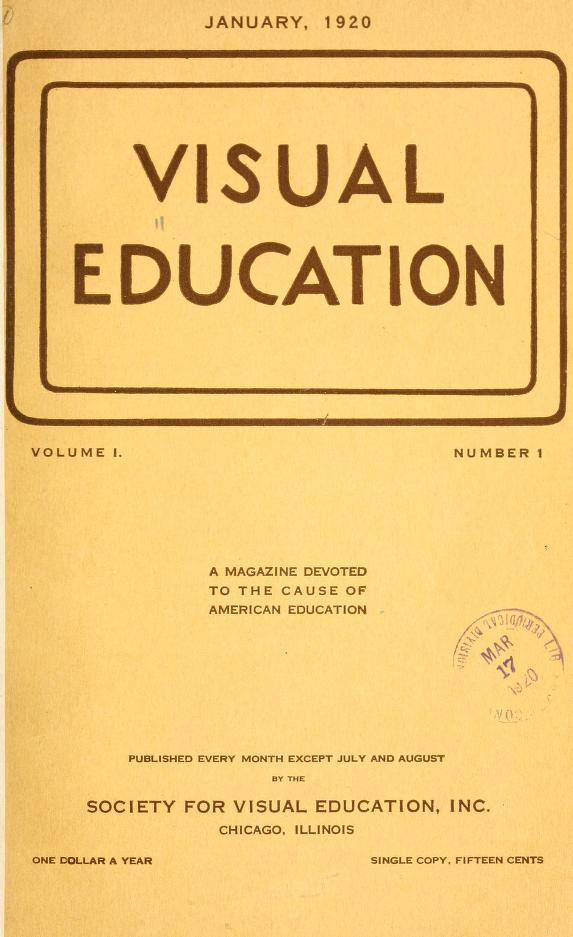 JANUARY, 1920
VISUAL
EDUCATION
VOLUME I.
NUMBER 1
A MAGAZINE DEVOTED
TO THE CAUSE OF
AMERICAN EDUCATION
PERIODICAL DIVISION
MAR
17
1920
PUBLISHED EVERY MONTH EXCEPT JULY AND AUGUST
BY THE
SOCIETY FOR VISUAL EDUCATION, INC.
CHICAGO, ILLINOIS
ONE DOLLAR A YEAR
SINGLE COPY, FIFTEEN CENTS